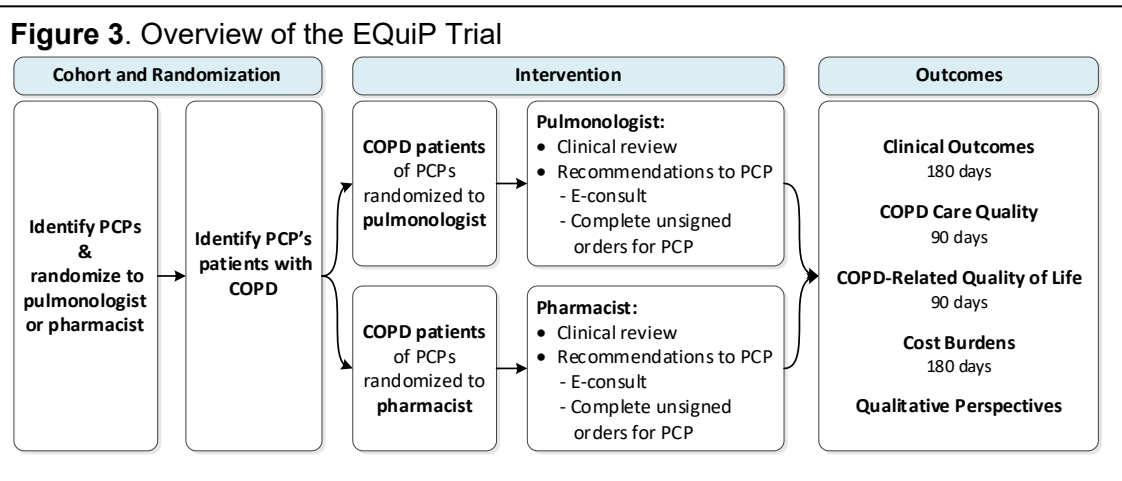 Figure 3. Overview of the EQuiP Trial
Cohort and Randomization
Intervention
Outcomes
Identify PCPs
&
randomize to
pulmonologist
or pharmacist
Identify PCP’s
patients with
COPD
COPD patients
of PCPs
randomized to
pulmonologist
Pulmonologist:
• Clinical review
• Recommendations to PCP
- E-consult
- Complete unsigned
orders for PCP
COPD patients
of PCPs
randomized to
pharmacist
Pharmacist:
• Clinical review
• Recommendations to PCP
- E-consult
- Complete unsigned
orders for PCP
Clinical Outcomes
180 days
COPD Care Quality
90 days
COPD-Related Quality of Life
90 days
Cost Burdens
180 days
Qualitative Perspectives